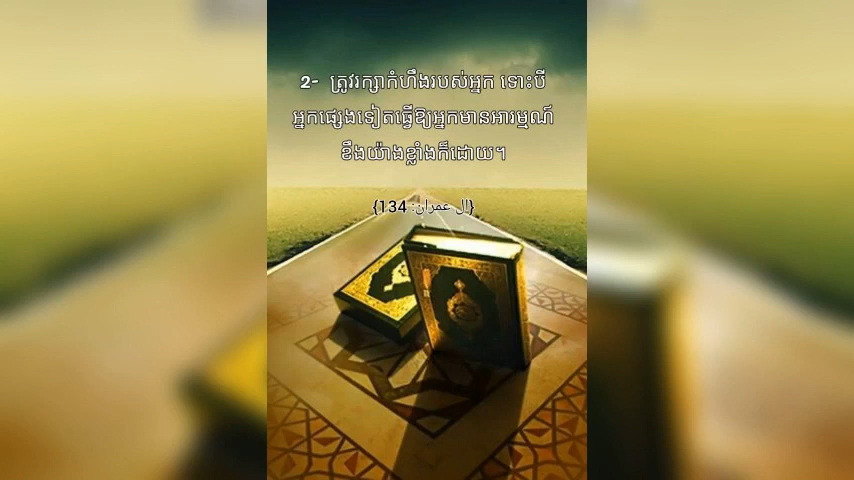 2- ត្រូវរក្សាកំហឹងរបស់អ្នក ទោះបី
អ្នកផ្សេងទៀតធ្វើឱ្យអ្នកមានអារម្មណ៍
ខឹងយ៉ាងខ្លាំងក៏ដោយ។
{ال عمران: 134}